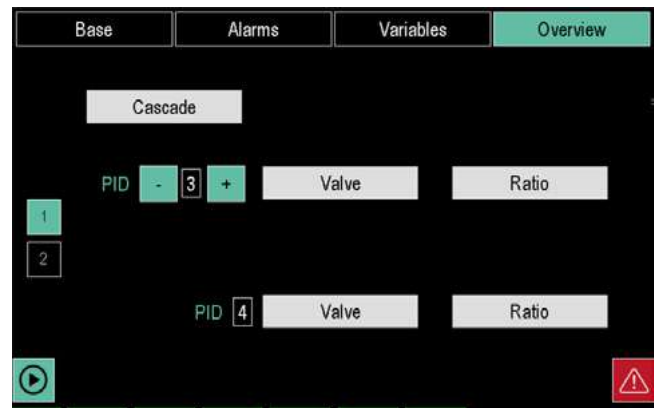 Base Alarms Variables Overview
Cascade
PID - 3 + Valve Ratio
1
2
PID 4 Valve Ratio